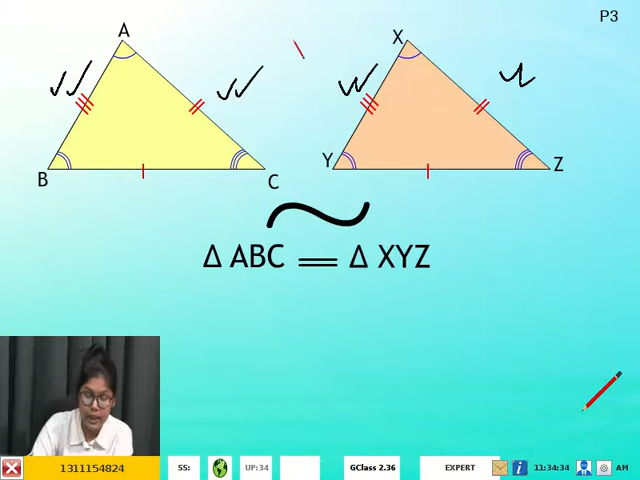 P3
A
X
B
C
Y
Z
Δ ABC ≅ Δ XYZ
1311154824
SS:
UP:34
GClass 2.36
EXPERT
11:34:34
AM